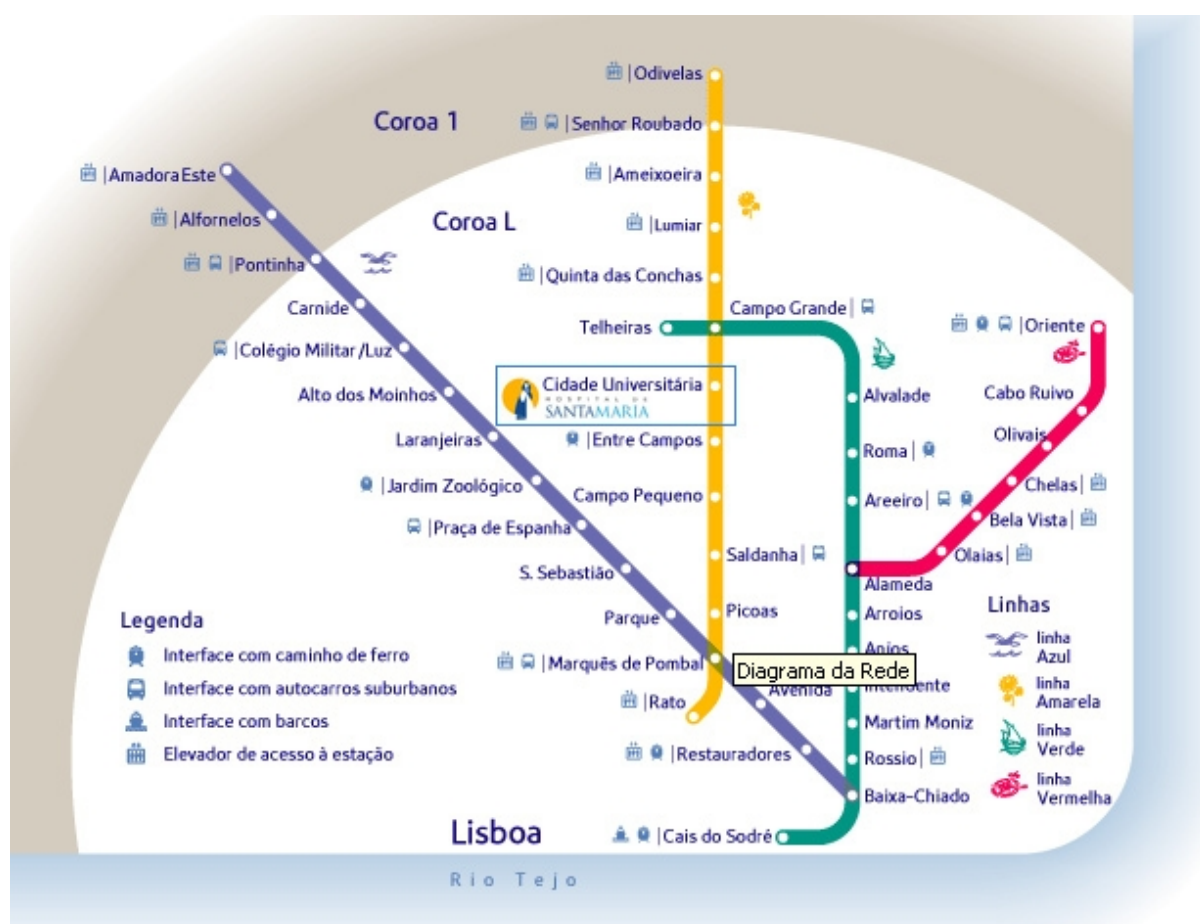 Odivelas
Coroa 1
Senhor Roubado
Amadora Este
Ameixoeira
Alfornelos
Coroa L
Lumiar
Pontinha
Quinta das Conchas
Carnide
Campo Grande
Telheiras
Oriente
Colégio Militar/Luz
Cidade Universitária
HOSPITAL DE
SANTAMARIA
Alto dos Moinhos
Alvalade
Cabo Ruivo
Laranjeiras
Entre Campos
Roma
Olivais
Jardim Zoológico
Campo Pequeno
Areeiro
Chelas
Praça de Espanha
Bela Vista
Saldanha
Olaias
S. Sebastião
Alameda
Parque
Picoas
Arroios
Anjos
Marquês de Pombal
Diagrama da Rede
Intendente
Avenida
Rato
Martim Moniz
Restauradores
Rossio
Baixa-Chiado
Cais do Sodré
Legenda
Interface com caminho de ferro
Interface com autocarros suburbanos
Interface com barcos
Elevador de acesso à estação
Linhas
linha
Azul
linha
Amarela
linha
Verde
linha
Vermelha
Lisboa
Rio Tejo